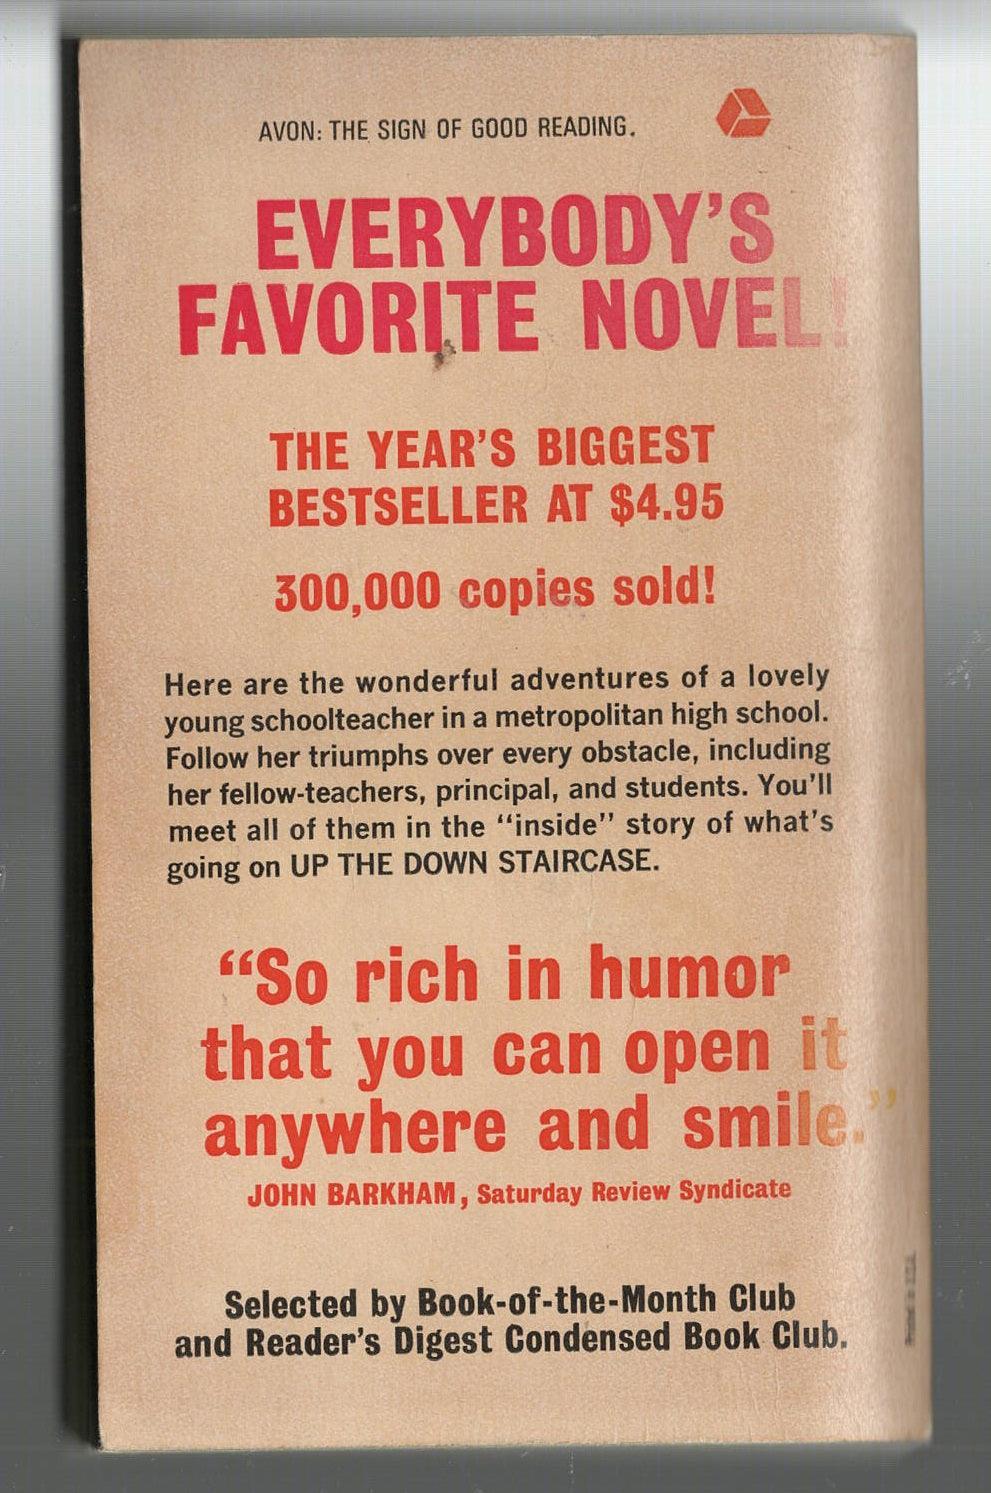 AVON: THE SIGN OF GOOD READING.
EVERYBODY'S
FAVORITE NOVEL!
THE YEAR'S BIGGEST
BESTSELLER AT $4.95
300,000 copies sold!
Here are the wonderful adventures of a lovely
young schoolteacher in a metropolitan high school.
Follow her triumphs over every obstacle, including
her fellow-teachers, principal, and students. You'll
meet all of them in the "inside" story of what's
going on UP THE DOWN STAIRCASE.
"So rich in humor
that you can open it
anywhere and smile."
JOHN BARKHAM, Saturday Review Syndicate
Selected by Book-of-the-Month Club
and Reader's Digest Condensed Book Club.